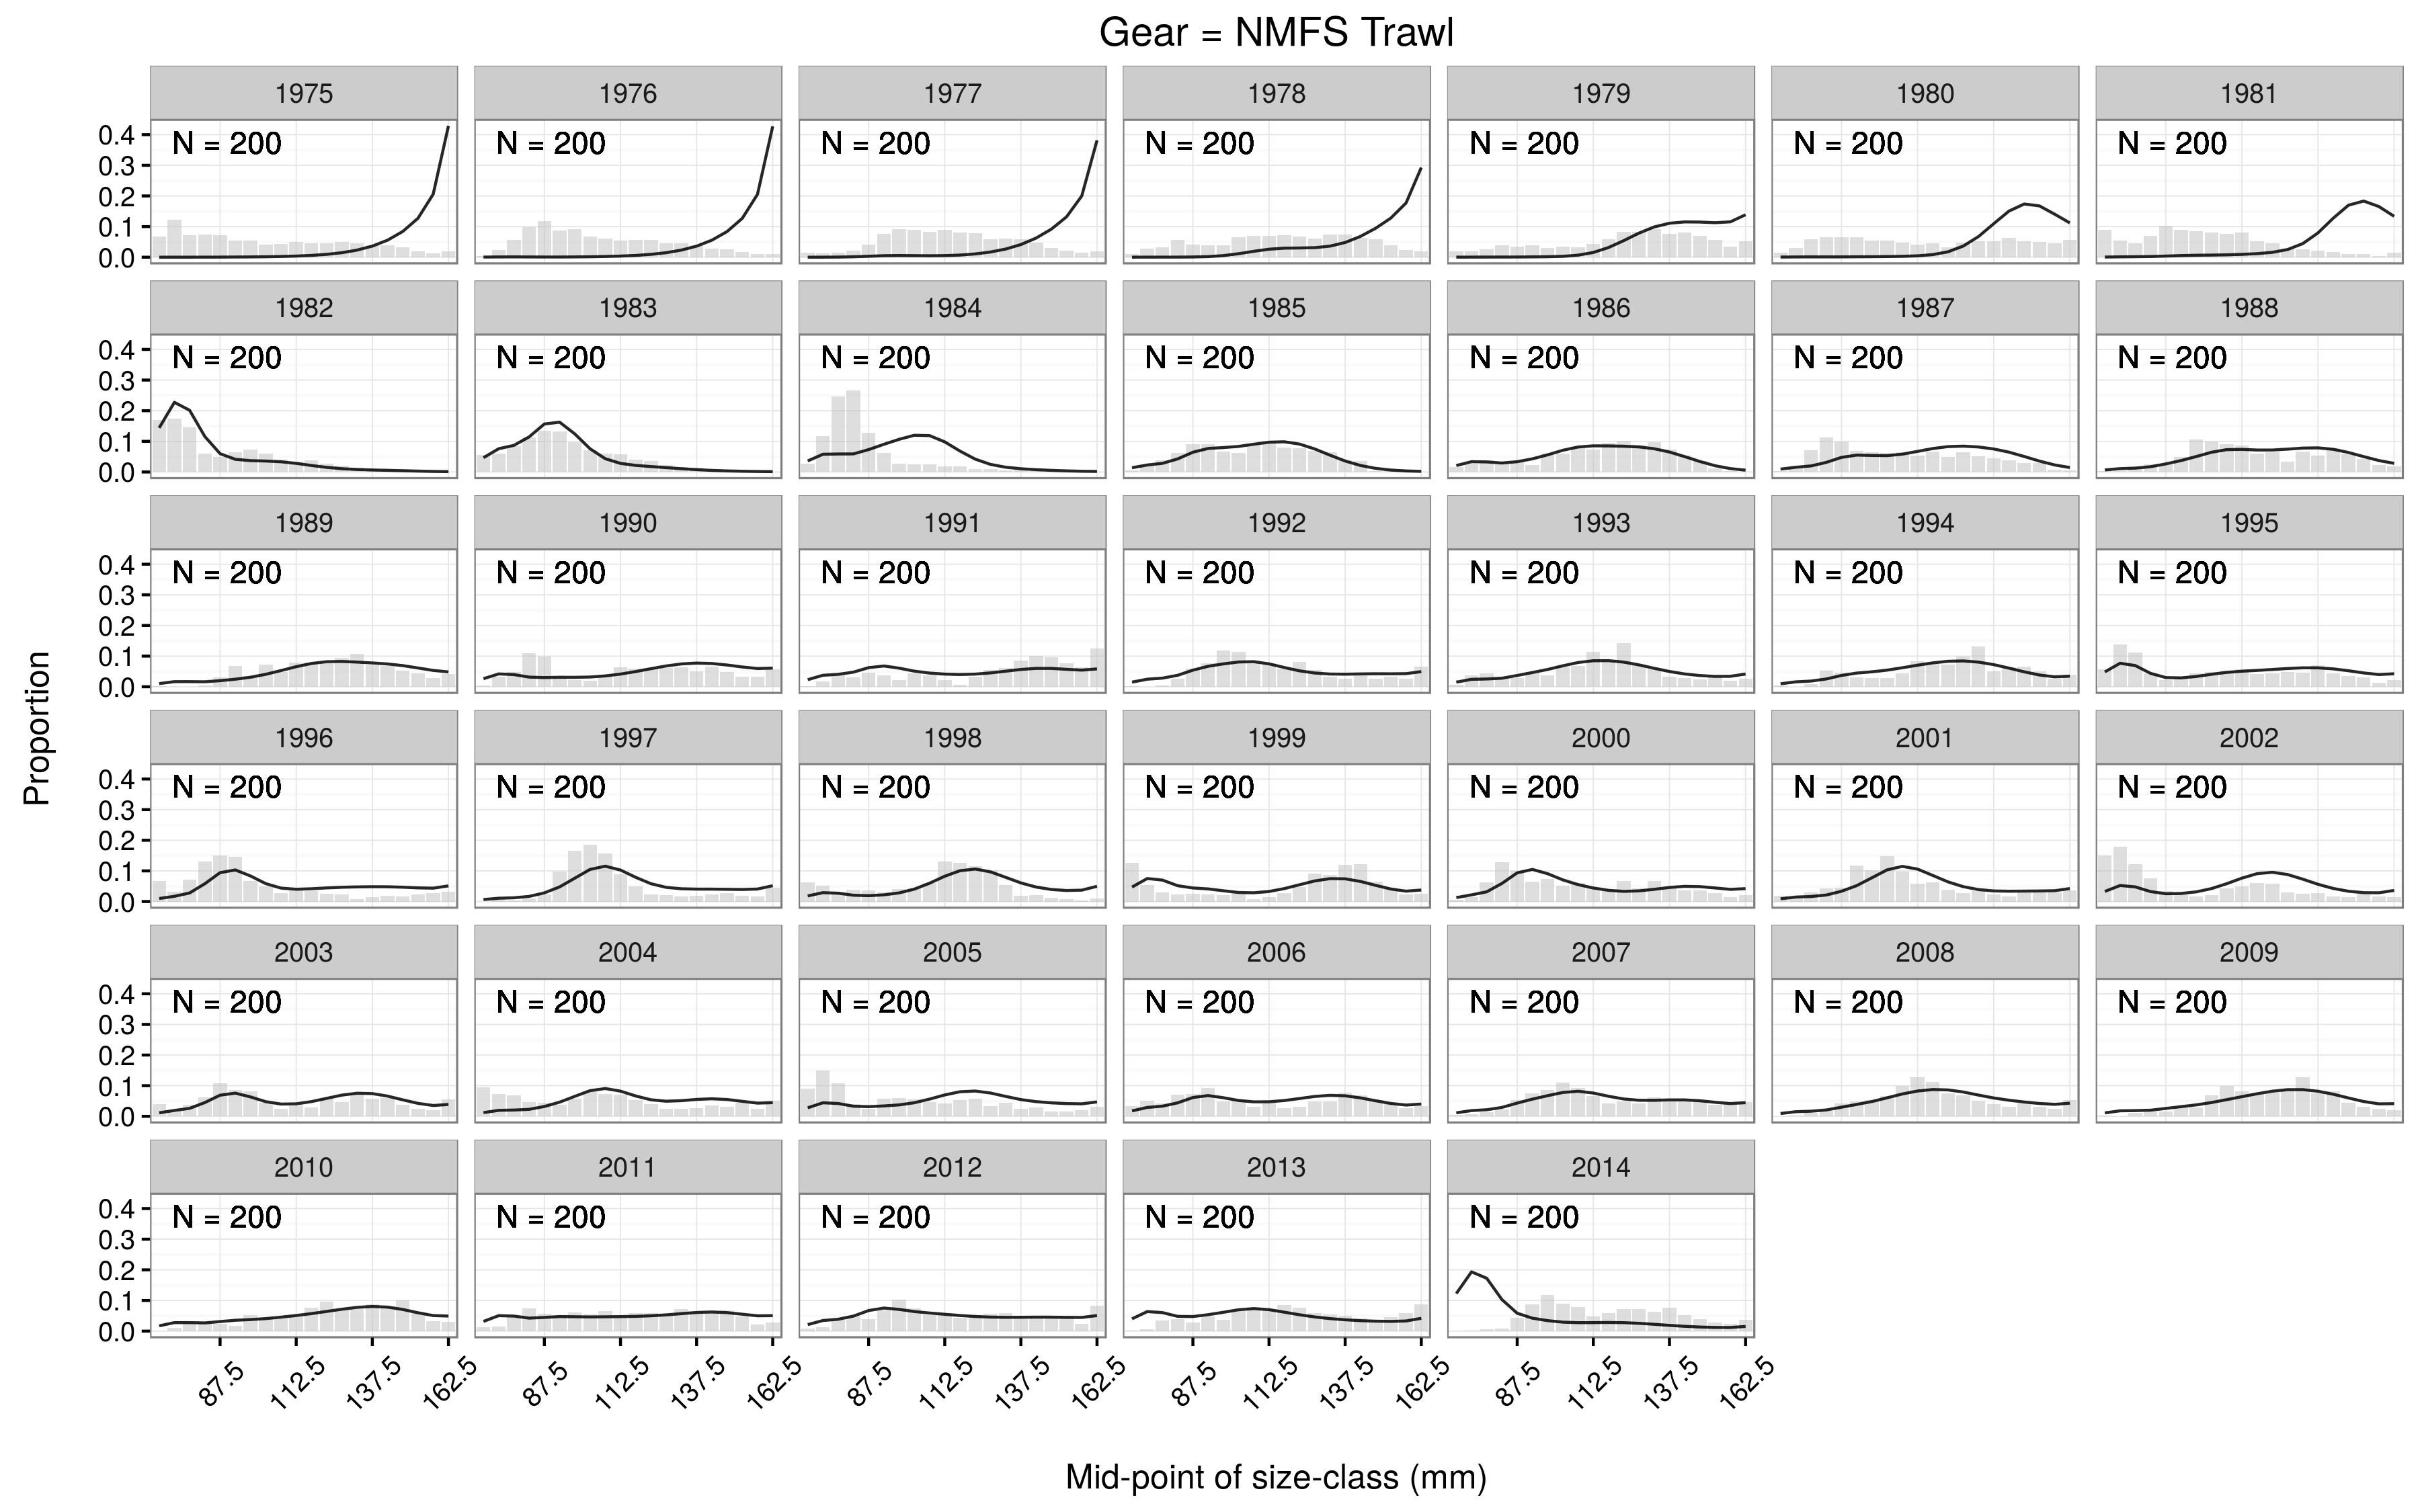 Gear = NMFS Trawl
1975 1976 1977 1978 1979 1980 1981
N = 200 N = 200 N = 200 N = 200 N = 200 N = 200 N = 200
0.4
0.3
0.2
0.1
0.0
1982 1983 1984 1985 1986 1987 1988
N = 200 N = 200 N = 200 N = 200 N = 200 N = 200 N = 200
0.4
0.3
0.2
0.1
0.0
1989 1990 1991 1992 1993 1994 1995
N = 200 N = 200 N = 200 N = 200 N = 200 N = 200 N = 200
0.4
0.3
0.2
0.1
0.0
Proportion
1996 1997 1998 1999 2000 2001 2002
N = 200 N = 200 N = 200 N = 200 N = 200 N = 200 N = 200
0.4
0.3
0.2
0.1
0.0
2003 2004 2005 2006 2007 2008 2009
N = 200 N = 200 N = 200 N = 200 N = 200 N = 200 N = 200
0.4
0.3
0.2
0.1
0.0
2010 2011 2012 2013 2014
N = 200 N = 200 N = 200 N = 200 N = 200
0.4
0.3
0.2
0.1
0.0
87.5 112.5 137.5 162.5 87.5 112.5 137.5 162.5 87.5 112.5 137.5 162.5 87.5 112.5 137.5 162.5 87.5 112.5 137.5 162.5
Mid-point of size-class (mm)